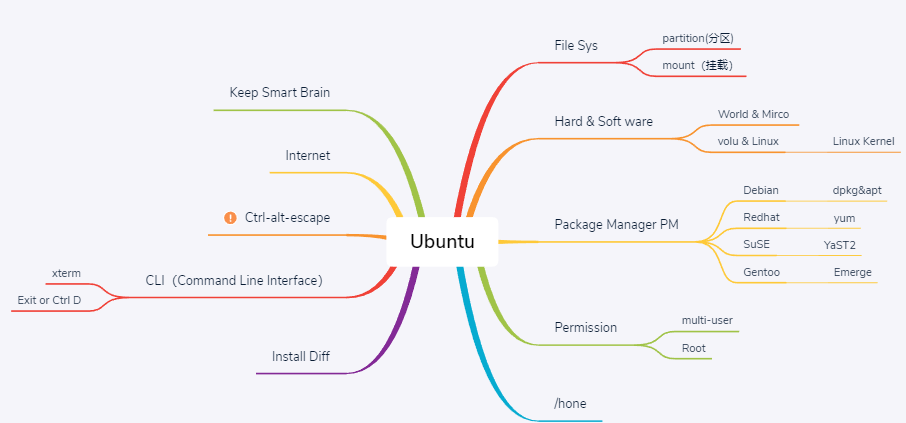 Ubuntu
File Sys
partition(分区)
mount（挂载）
Hard & Soft ware
World & Mirco
volu & Linux
Linux Kernel
Package Manager PM
Debian
dpkg&apt
Redhat
yum
SuSE
YaST2
Gentoo
Emerge
Permission
multi-user
Root
/hone
Keep Smart Brain
Internet
Ctrl-alt-escape
CLI（Command Line Interface）
xterm
Exit or Ctrl D
Install Diff